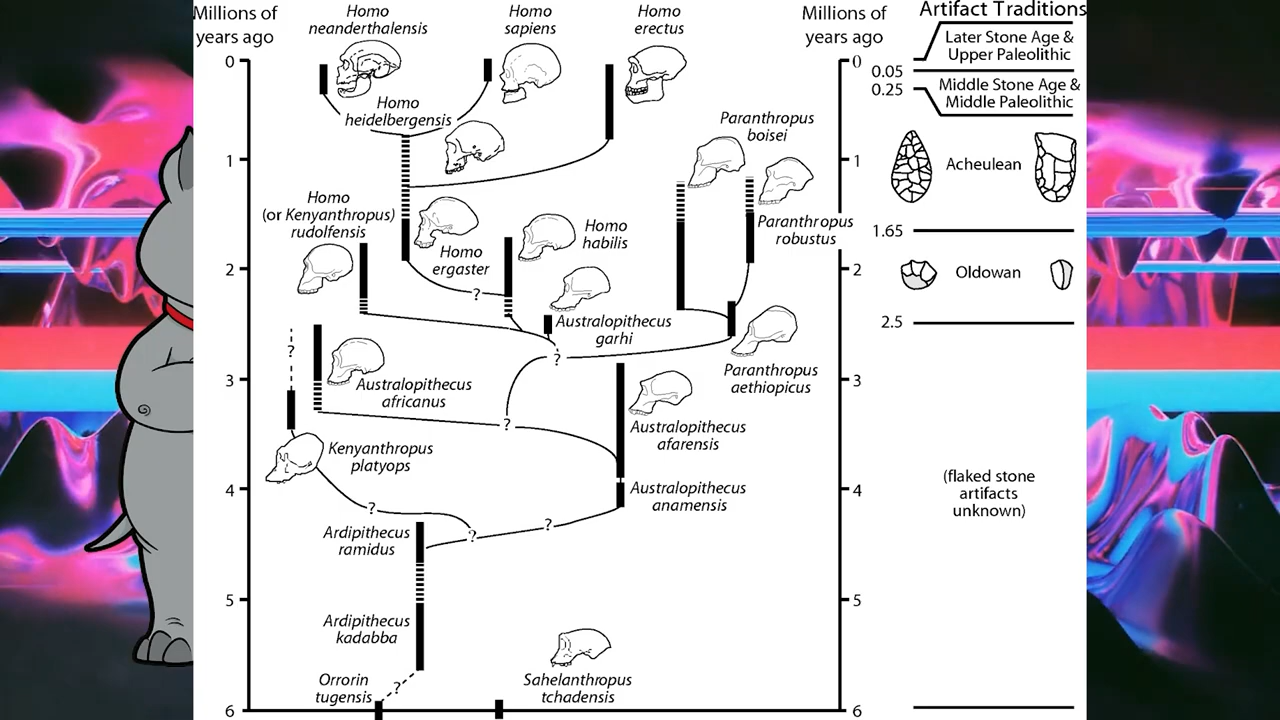 Millions of
years ago
Homo
neanderthalensis
Homo
sapiens
Homo
erectus
Millions of
years ago
Artifact Traditions
0
0
Later Stone Age &
Upper Paleolithic
0.05
0.25
Middle Stone Age &
Middle Paleolithic
Homo
heidelbergensis
Paranthropus
boisei
1
1
Acheulean
Homo
(or Kenyanthropus)
rudolfensis
Homo
ergaster
Homo
habilis
Paranthropus
robustus
1.65
2
2
Oldowan
?
Australopithecus
garhi
2.5
?
?
Paranthropus
aethiopicus
3
3
Australopithecus
africanus
?
Australopithecus
afarensis
Kenyanthropus
platyops
4
4
Australopithecus
anamensis
(flaked stone
artifacts
unknown)
?
?
?
Ardipithecus
ramidus
5
5
Ardipithecus
kadabba
?
Orrorin
tugensis
Sahelanthropus
tchadensis
6
6